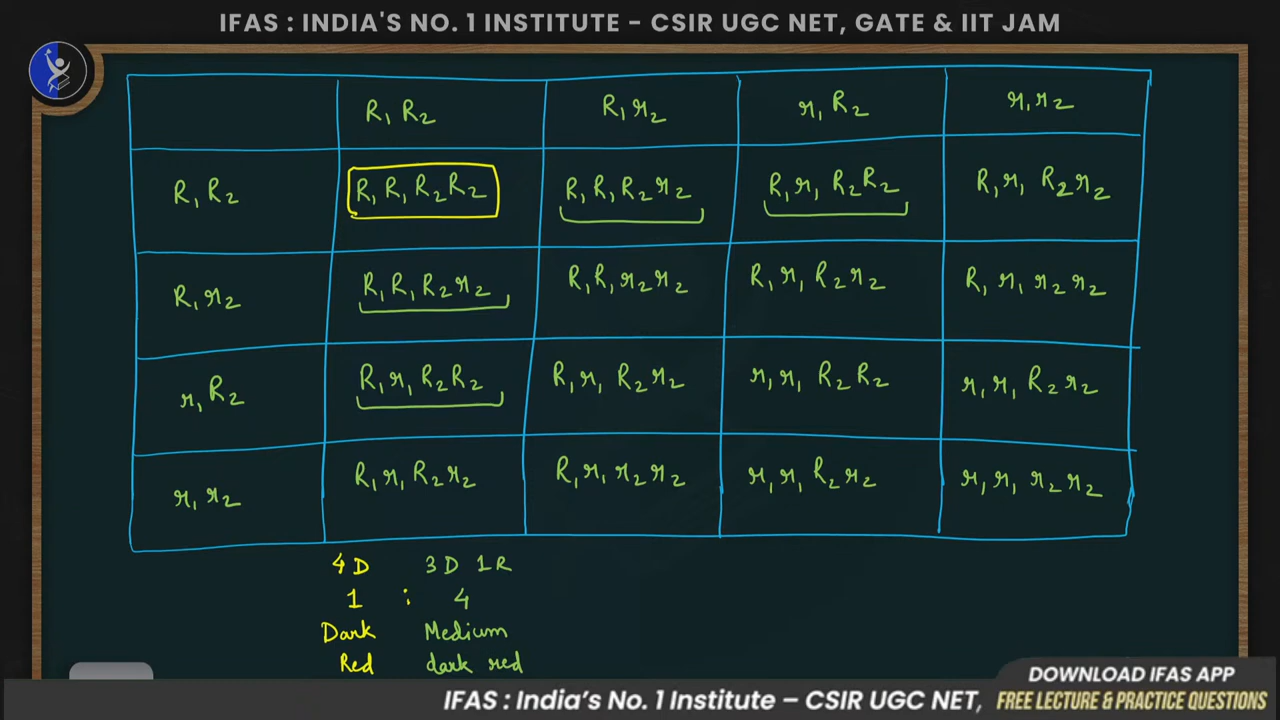 IFAS : INDIA'S NO. 1 INSTITUTE - CSIR UGC NET, GATE & IIT JAM
R₁R₂ R₁r₂ r₁R₂ r₁r₂
R₁R₂ R₁R₁R₂R₂ R₁R₁R₂r₂ R₁r₁R₂R₂ R₁r₁R₂r₂
R₁r₂ R₁R₁R₂r₂ R₁R₁r₂r₂ R₁r₁R₂r₂ R₁r₁r₂r₂
r₁R₂ R₁r₁R₂R₂ R₁r₁R₂r₂ r₁r₁R₂R₂ r₁r₁R₂r₂
r₁r₂ R₁r₁R₂r₂ R₁r₁r₂r₂ r₁r₁R₂r₂ r₁r₁r₂r₂
4D 3D 1R
1 : 4
Dark Medium
Red dark red
DOWNLOAD IFAS APP
IFAS : India’s No. 1 Institute – CSIR UGC NET, FREE LECTURE & PRACTICE QUESTIONS